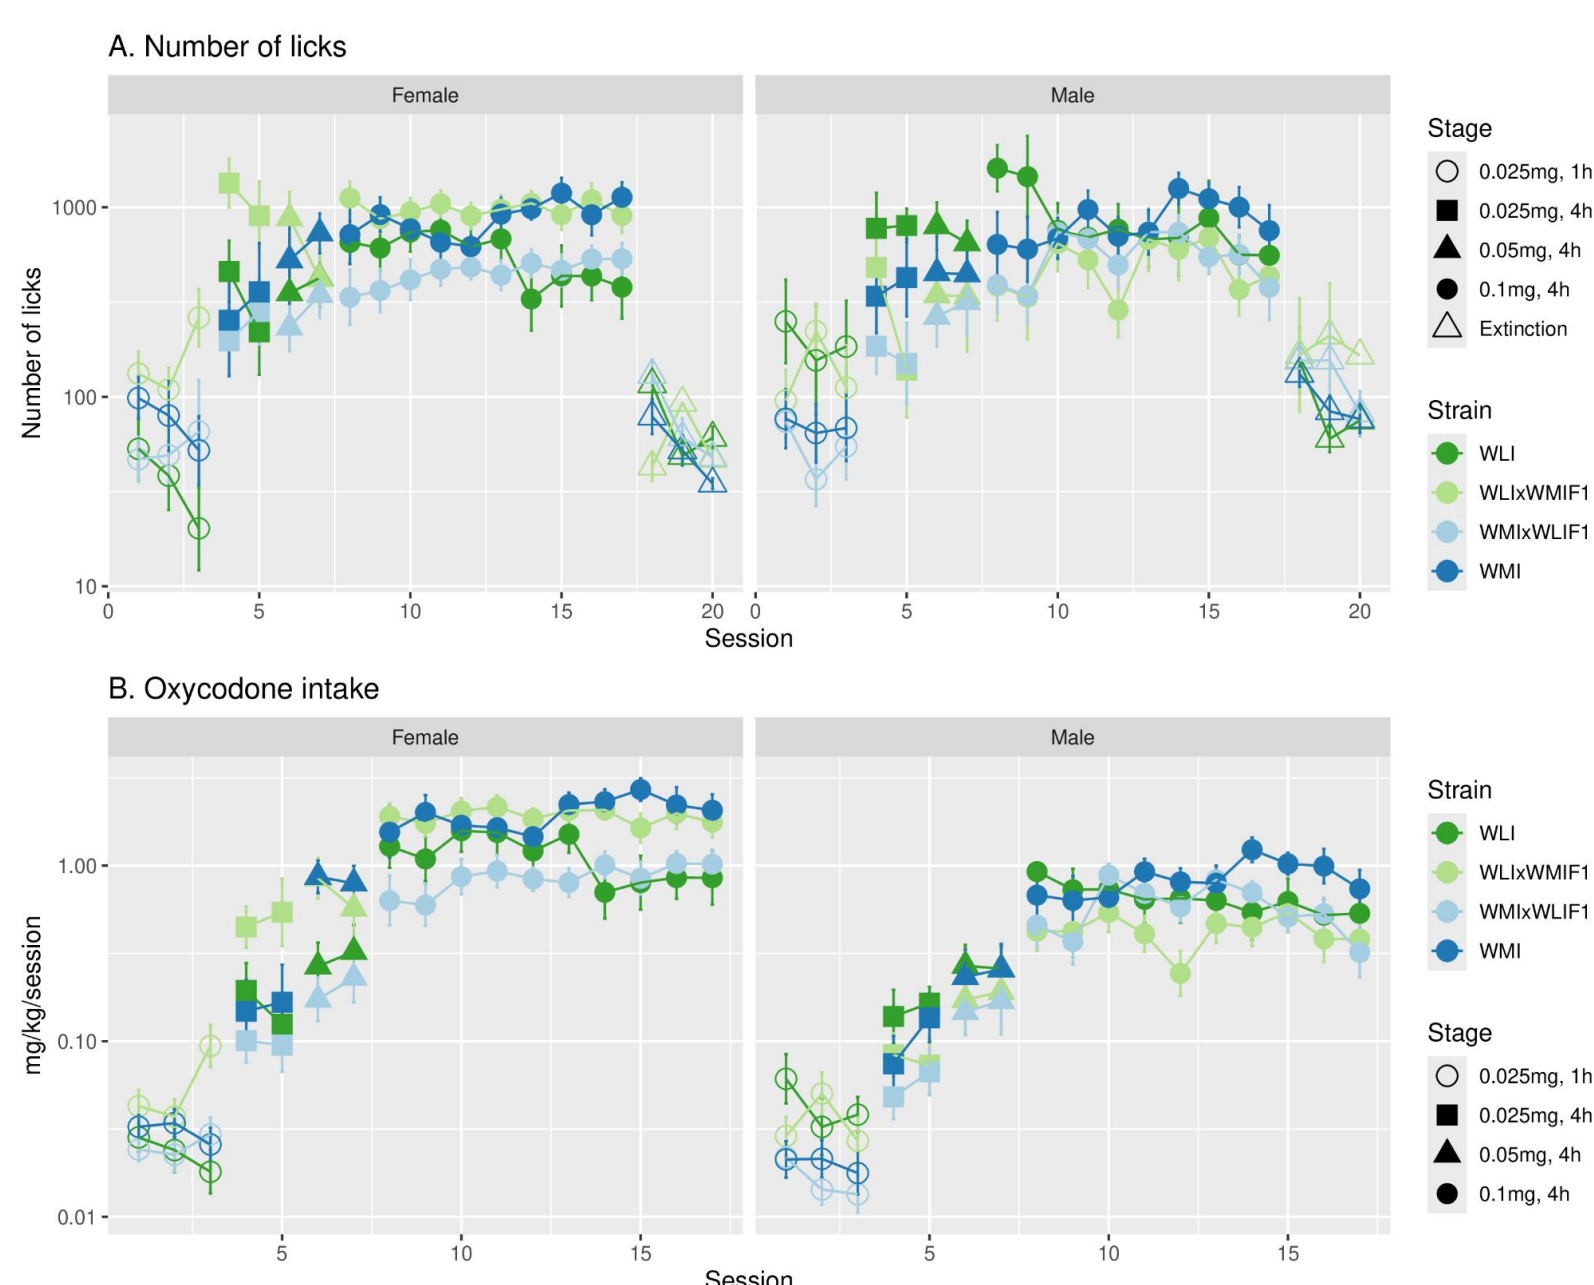 A. Number of licks
Female
Male
Number of licks
1000
100
10
0 5 10 15 20
0 5 10 15 20
Session
Stage
0.025mg, 1h
0.025mg, 4h
0.05mg, 4h
0.1mg, 4h
Extinction
Strain
WLI
WLIxWMIF1
WMIxWLIF1
WMI
B. Oxycodone intake
Female
Male
mg/kg/session
1.00
0.10
0.01
5 10 15
5 10 15
Session
Strain
WLI
WLIxWMIF1
WMIxWLIF1
WMI
Stage
0.025mg, 1h
0.025mg, 4h
0.05mg, 4h
0.1mg, 4h